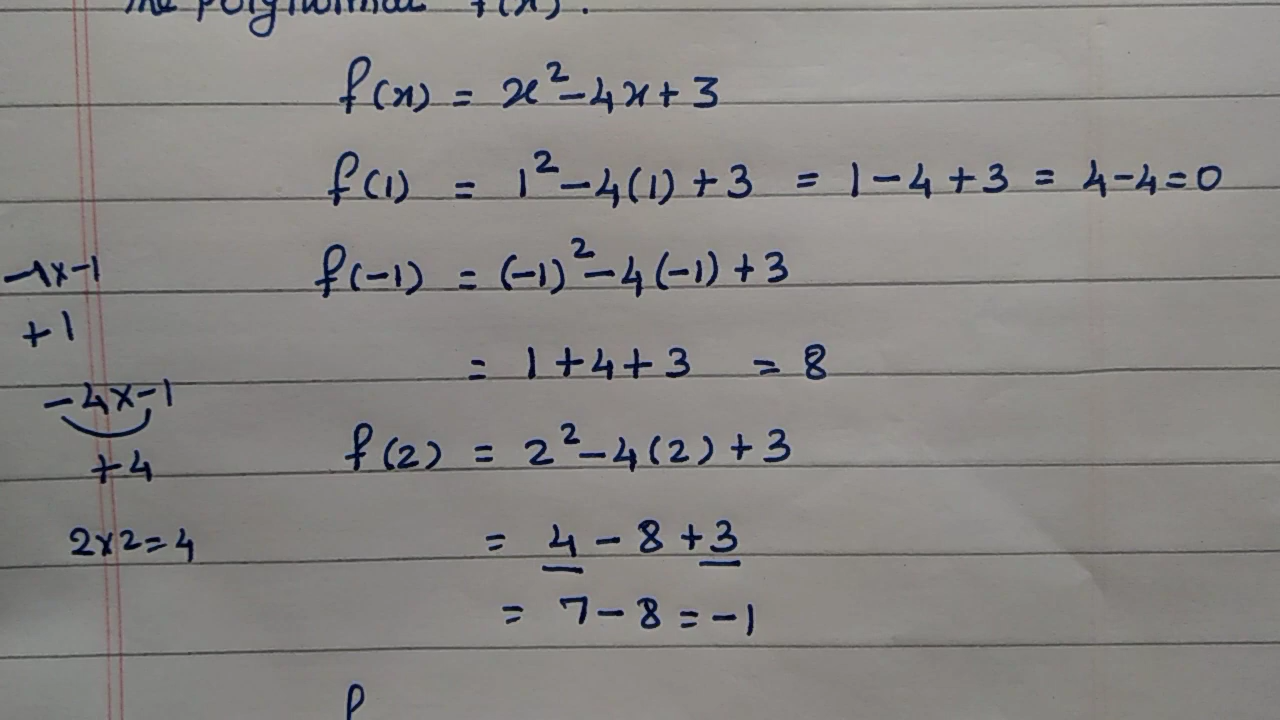 the polynomial f(x).
f(x) = x² - 4x + 3
f(1) = 1² - 4(1) + 3 = 1 - 4 + 3 = 4 - 4 = 0
-1x-1
f(-1) = (-1)² - 4(-1) + 3
+1
= 1 + 4 + 3 = 8
-4x-1
f(2) = 2² - 4(2) + 3
+4
2x2=4
= 4 - 8 + 3
= 7 - 8 = -1